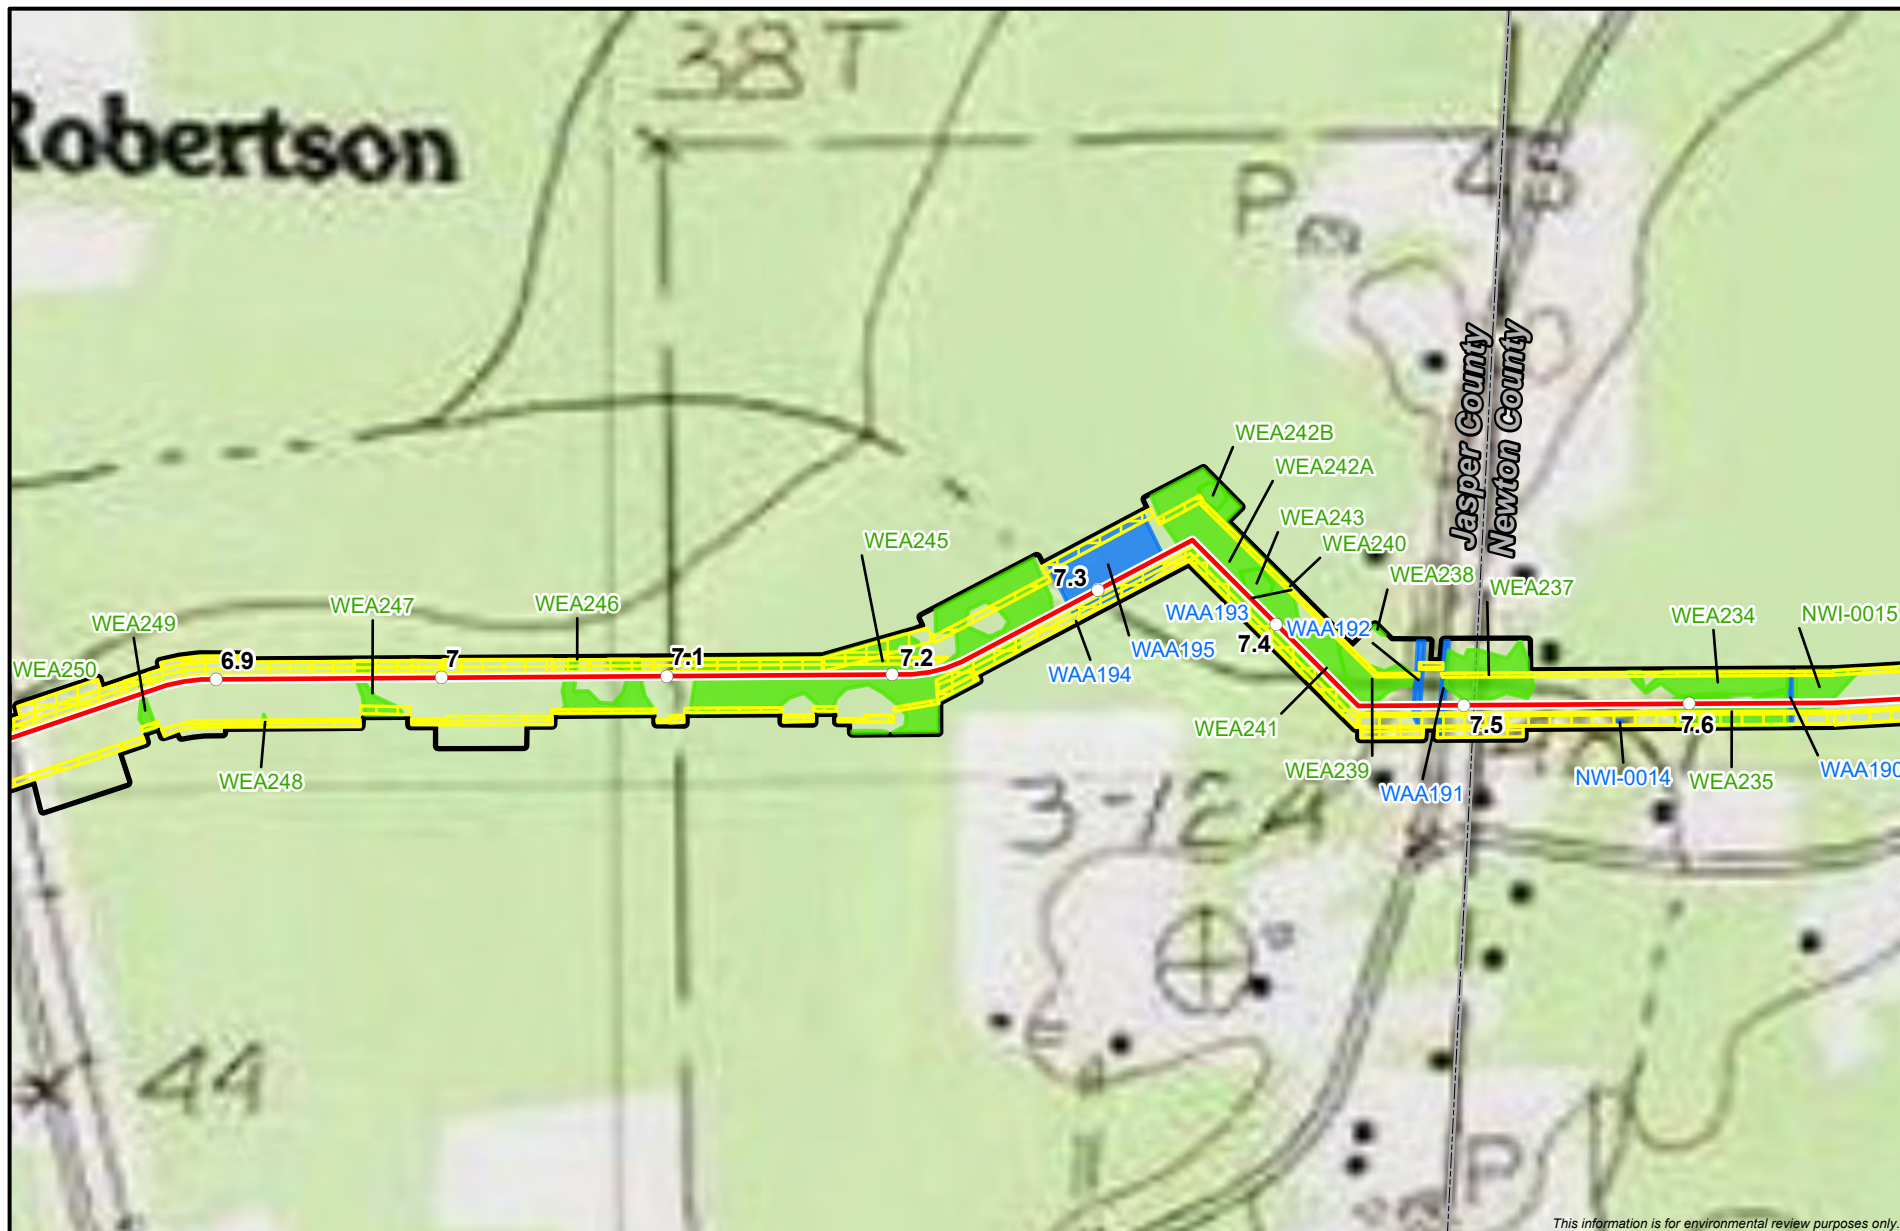 38 T
Robertson
45
Jasper County
Newton County
WEA242B
WEA242A
WEA243
WEA240
WEA245
WEA238
WEA237
WEA246
WEA247
WEA249
WEA250
WAA193
WAA192
WEA234
NWI-0015
6.9
7
7.1
7.2
7.3
7.4
WAA195
WAA194
WEA241
7.5
7.6
WEA248
WEA239
WAA191
NWI-0014
WEA235
WAA190
3-12A
44
P
This information is for environmental review purposes only.